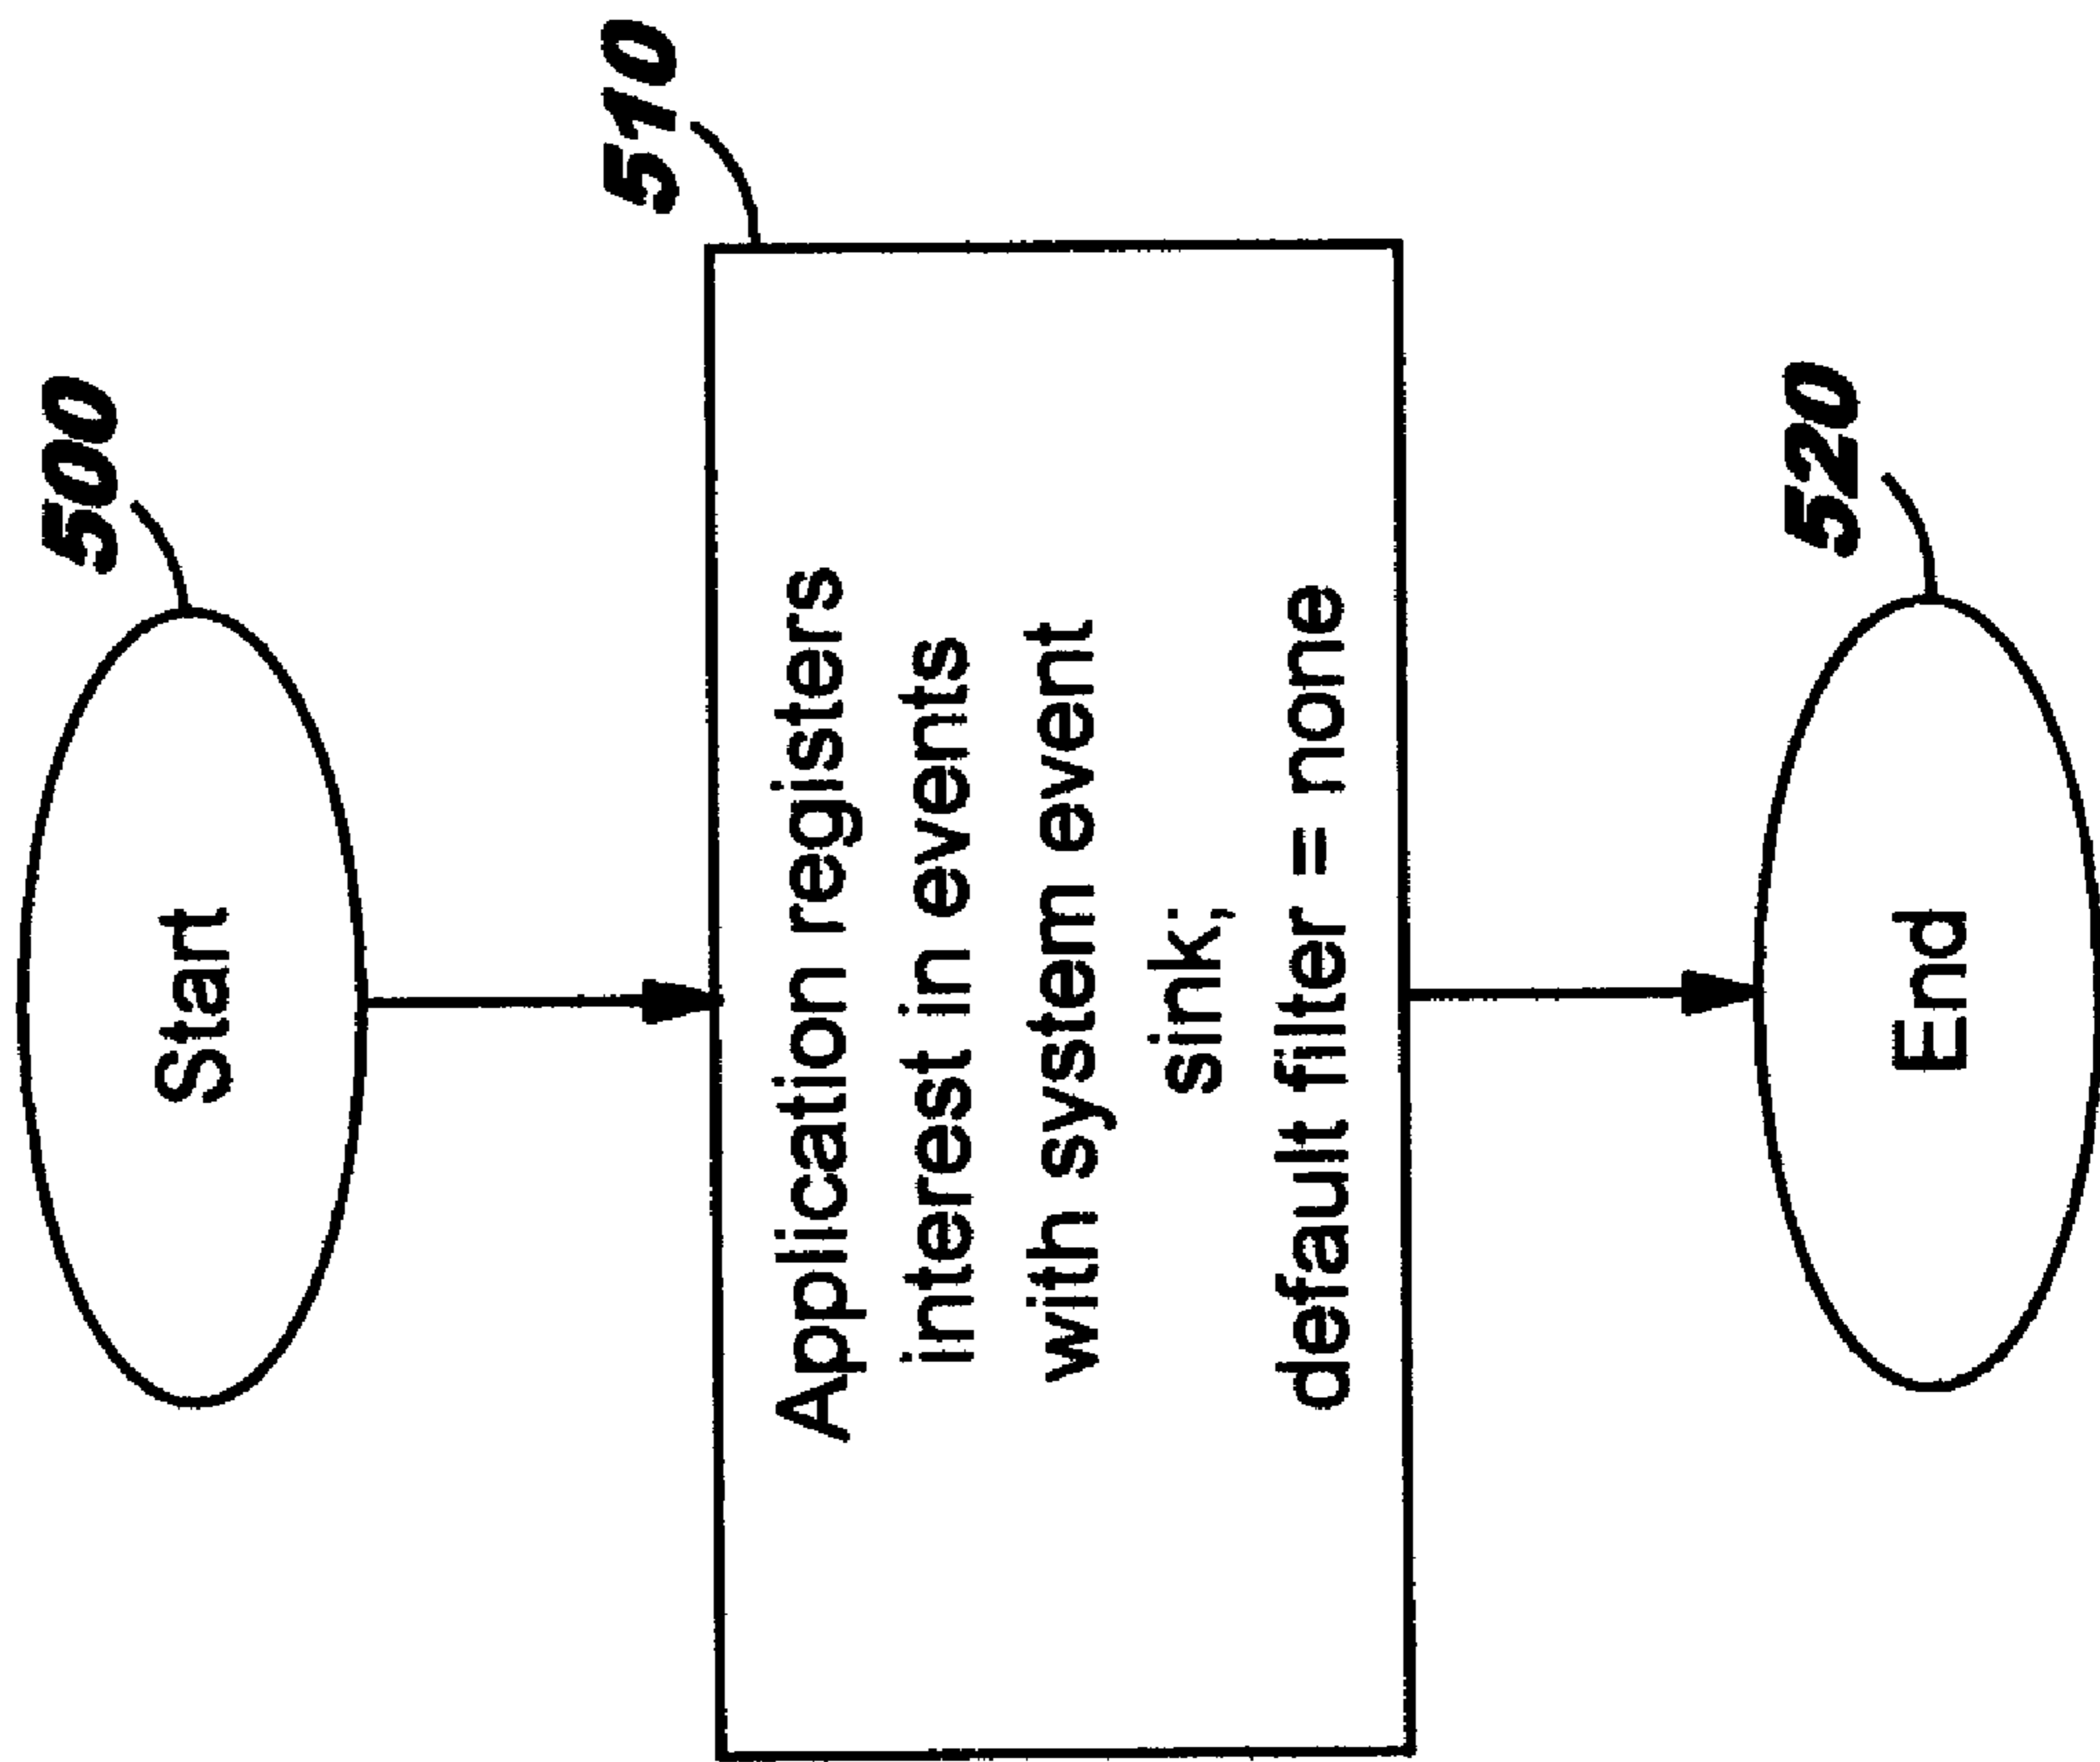 500
Start
510
Application registers
interest in events
with system event
sink;
default filter = none
520
End